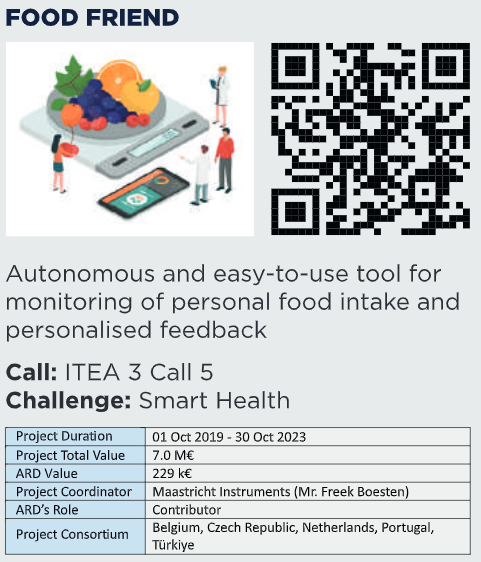 FOOD FRIEND
Autonomous and easy-to-use tool for
monitoring of personal food intake and
personalised feedback
Call: ITEA 3 Call 5
Challenge: Smart Health
Project Duration 01 Oct 2019 - 30 Oct 2023
Project Total Value 7.0 M€
ARD Value 229 k€
Project Coordinator Maastricht Instruments (Mr. Freek Boesten)
ARD's Role Contributor
Project Consortium Belgium, Czech Republic, Netherlands, Portugal,
Türkiye